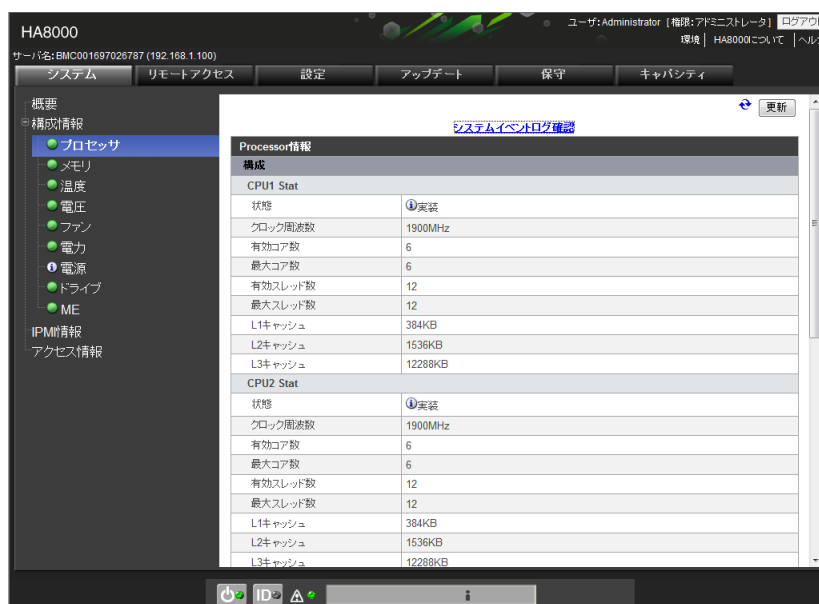 HA8000
ユーザ:Administrator [権限:アドミニストレータ] ログアウ
環境 | HA8000について | ヘル
サーバ名:BMC001697026787 (192.168.1.100)
システム リモートアクセス 設定 アップデート 保守 キャパシティ
概要
構成情報
プロセッサ
メモリ
温度
電圧
ファン
電力
電源
ドライブ
ME
IPMI情報
アクセス情報
更新
システムイベントログ確認
Processor情報
構成
CPU1 Stat
状態 実装
クロック周波数 1900MHz
有効コア数 6
最大コア数 6
有効スレッド数 12
最大スレッド数 12
L1キャッシュ 384KB
L2キャッシュ 1536KB
L3キャッシュ 12288KB
CPU2 Stat
状態 実装
クロック周波数 1900MHz
有効コア数 6
最大コア数 6
有効スレッド数 12
最大スレッド数 12
L1キャッシュ 384KB
L2キャッシュ 1536KB
L3キャッシュ 12288KB
ID